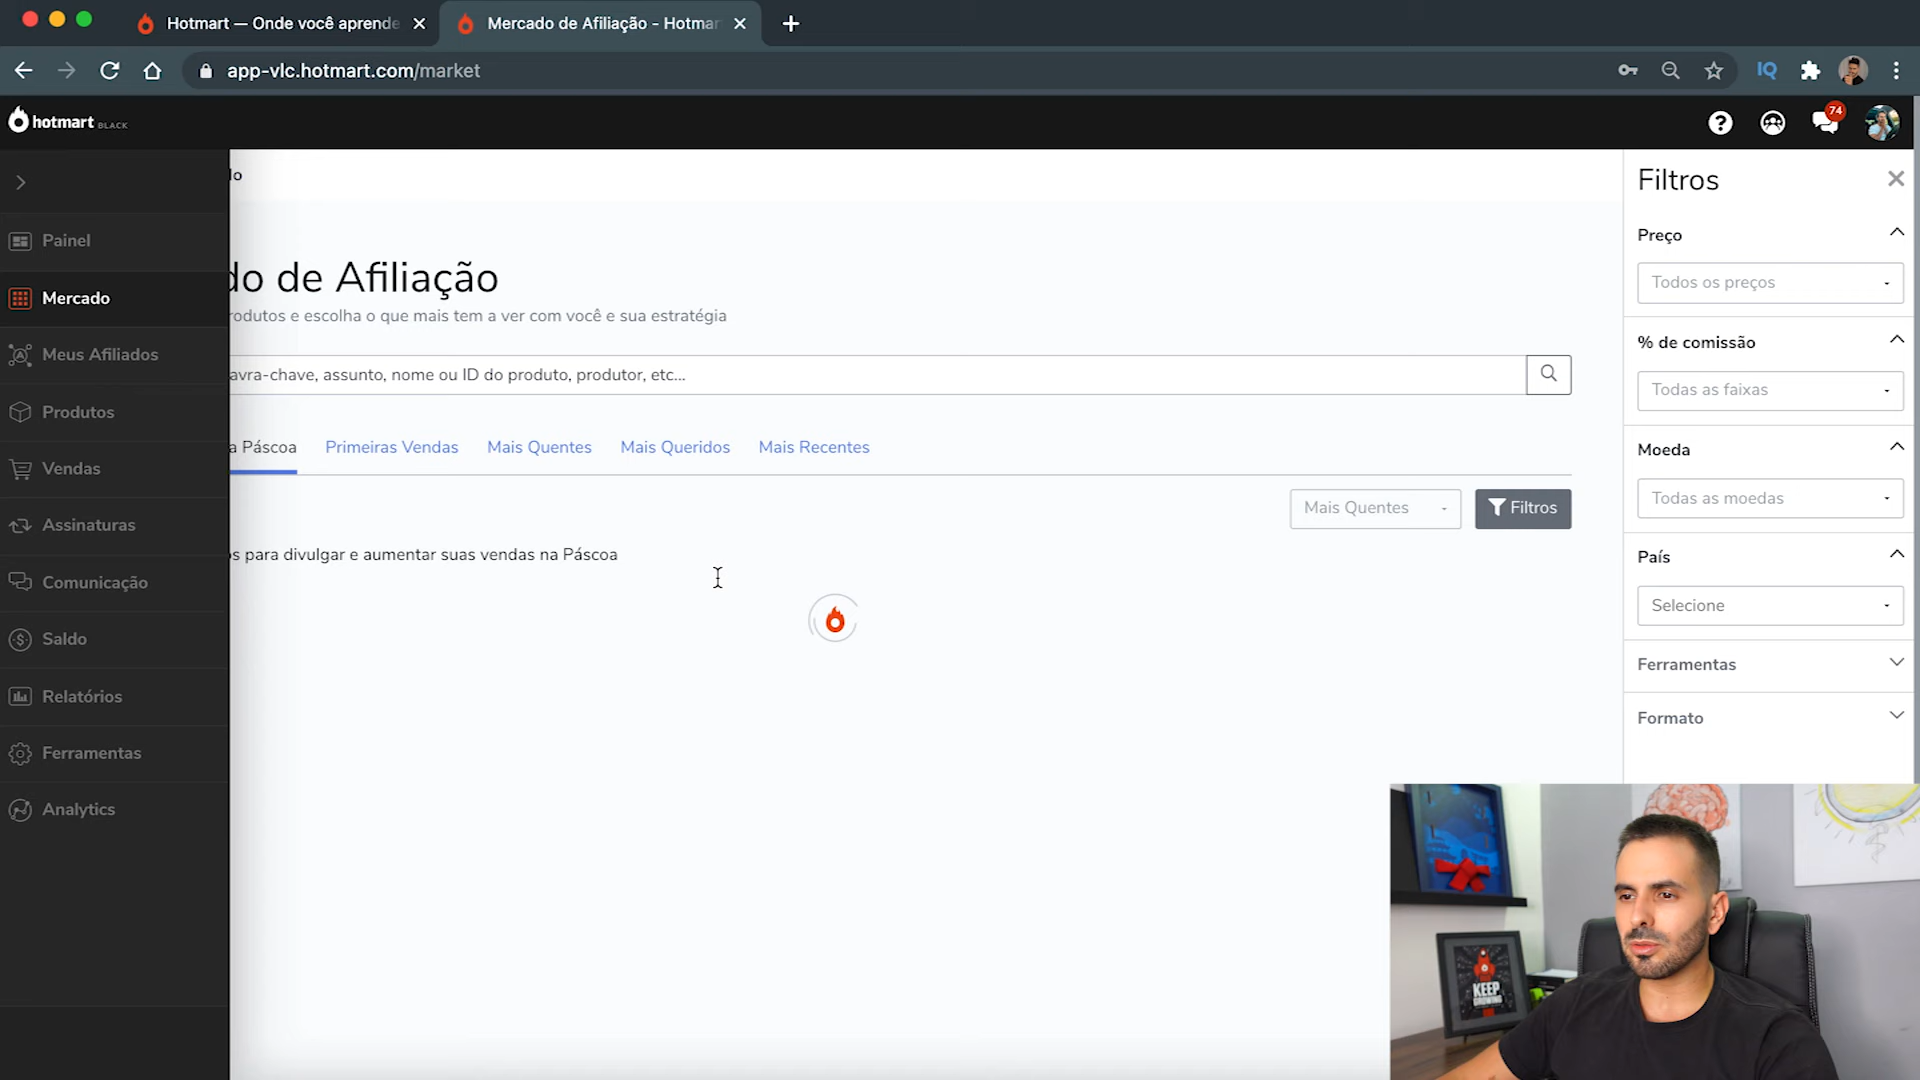 Hotmart — Onde você aprende
Mercado de Afiliação - Hotmar
app-vlc.hotmart.com/market
IQ
hotmart BLACK
74
lo
Filtros
Painel
Mercado
Meus Afiliados
Produtos
Vendas
Assinaturas
Comunicação
Saldo
Relatórios
Ferramentas
Analytics
do de Afiliação
rodutos e escolha o que mais tem a ver com você e sua estratégia
avra-chave, assunto, nome ou ID do produto, produtor, etc...
a Páscoa
Primeiras Vendas
Mais Quentes
Mais Queridos
Mais Recentes
Mais Quentes
Filtros
os para divulgar e aumentar suas vendas na Páscoa
Preço
Todos os preços
% de comissão
Todas as faixas
Moeda
Todas as moedas
País
Selecione
Ferramentas
Formato
KEEP
GROWING